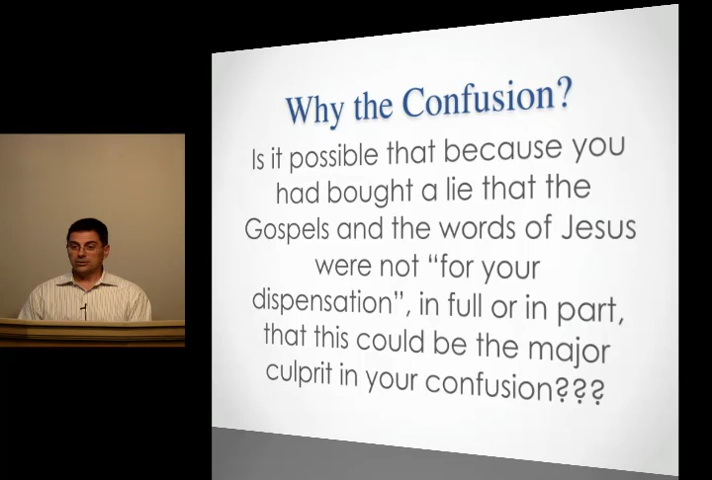 Why the Confusion?
Is it possible that because you
had bought a lie that the
Gospels and the words of Jesus
were not “for your
dispensation”, in full or in part,
that this could be the major
culprit in your confusion???